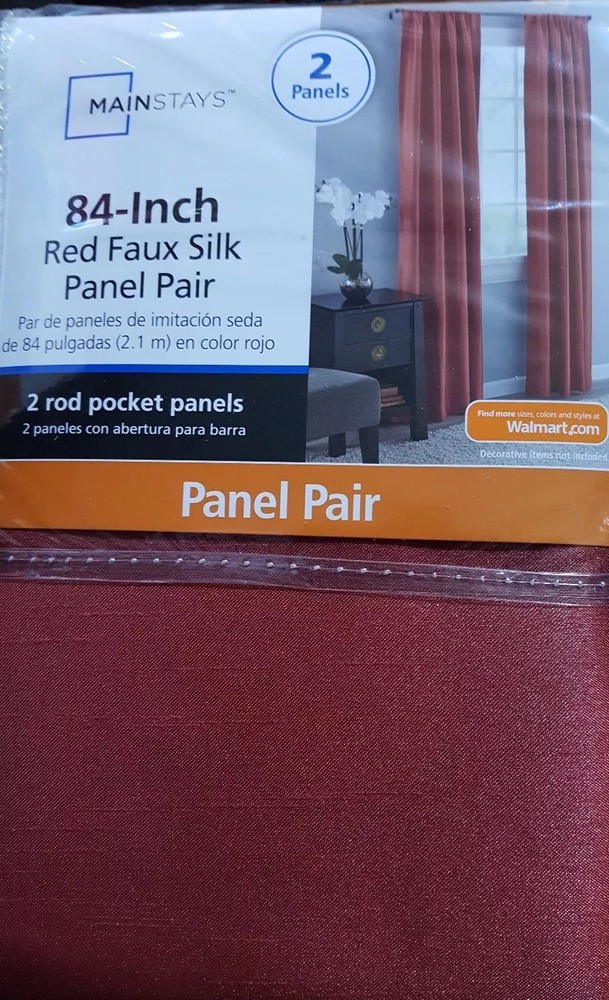 MAINSTAYS™
2
Panels
84-Inch
Red Faux Silk
Panel Pair
Par de paneles de imitación seda
de 84 pulgadas (2.1 m) en color rojo
2 rod pocket panels
2 paneles con abertura para barra
Find more sizes, colors and styles at
Walmart.com
Decorative items not included
Panel Pair